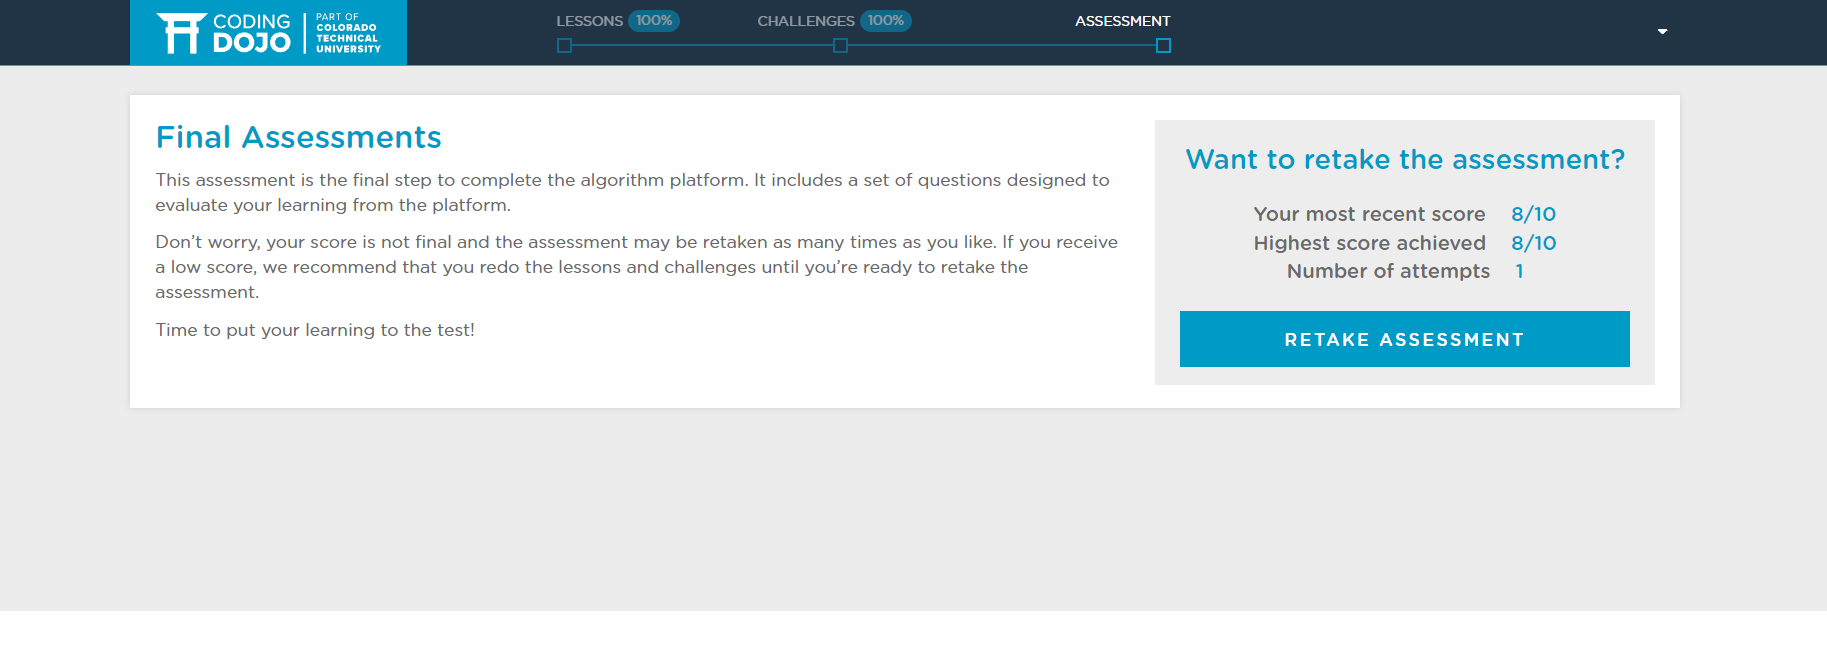 CODING
DOJO
PART OF
COLORADO
TECHNICAL
UNIVERSITY
LESSONS 100%
CHALLENGES 100%
ASSESSMENT
Final Assessments
This assessment is the final step to complete the algorithm platform. It includes a set of questions designed to
evaluate your learning from the platform.
Don’t worry, your score is not final and the assessment may be retaken as many times as you like. If you receive
a low score, we recommend that you redo the lessons and challenges until you’re ready to retake the
assessment.
Time to put your learning to the test!
Want to retake the assessment?
Your most recent score 8/10
Highest score achieved 8/10
Number of attempts 1
RETAKE ASSESSMENT